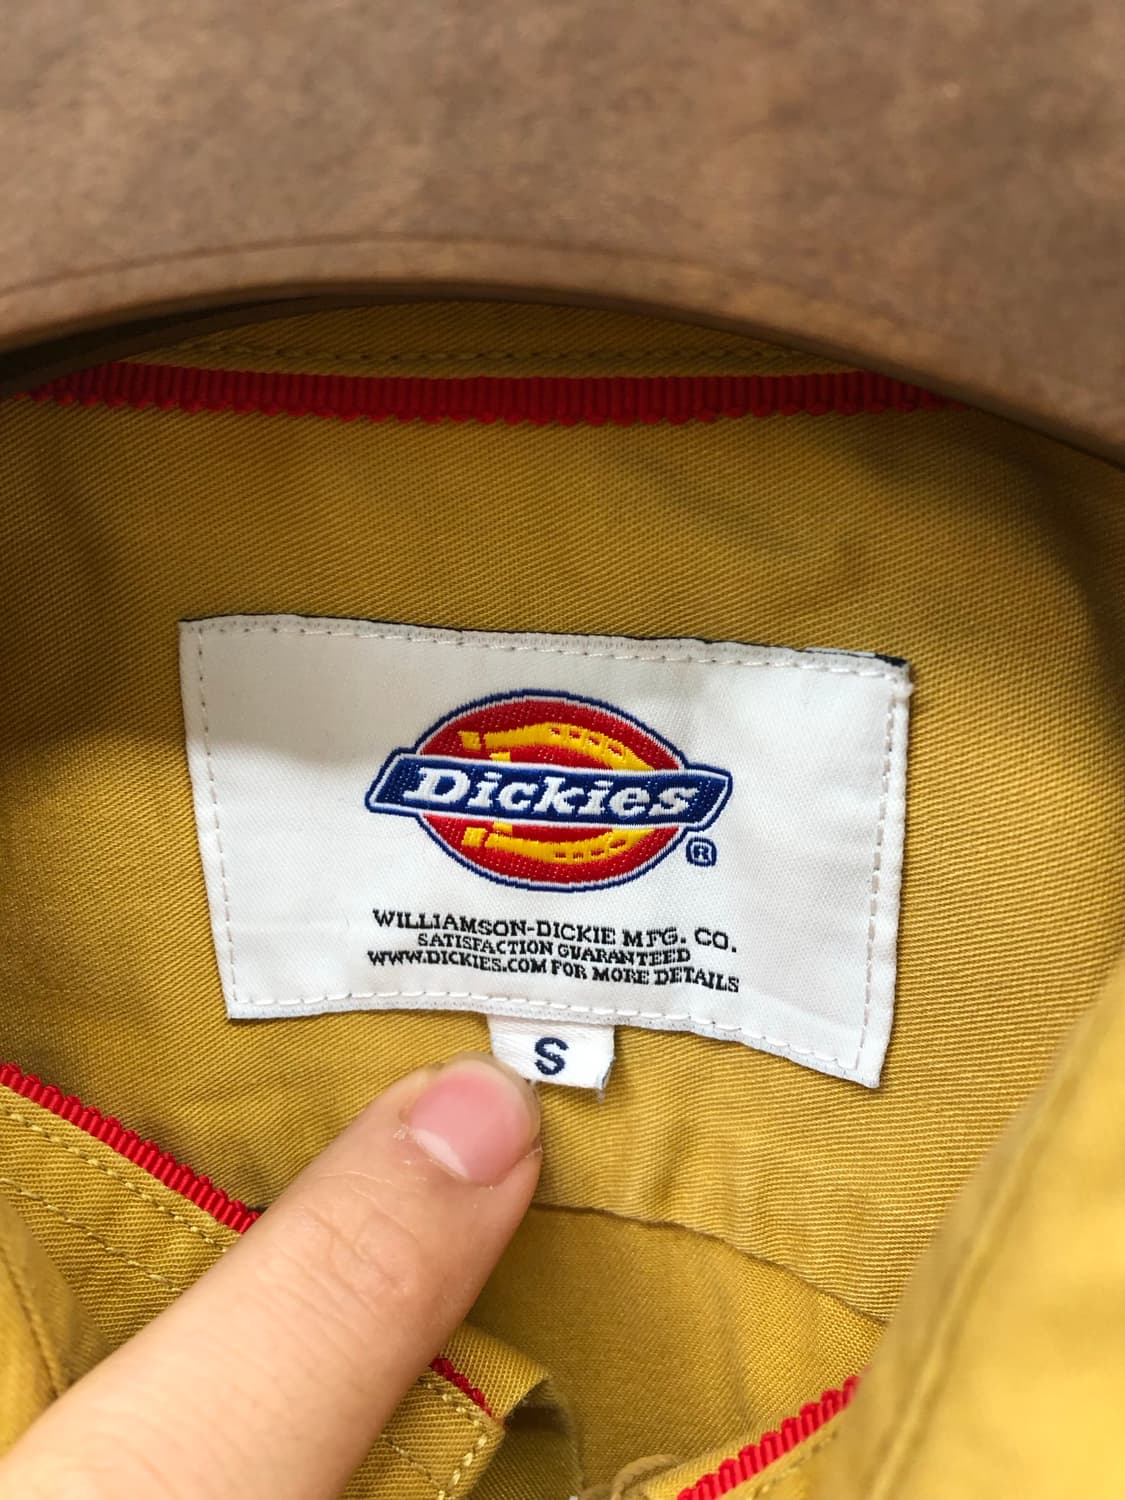 Dickies
®
WILLIAMSON-DICKIE MFG. CO.
SATISFACTION GUARANTEED
WWW.DICKIES.COM FOR MORE DETAILS
S